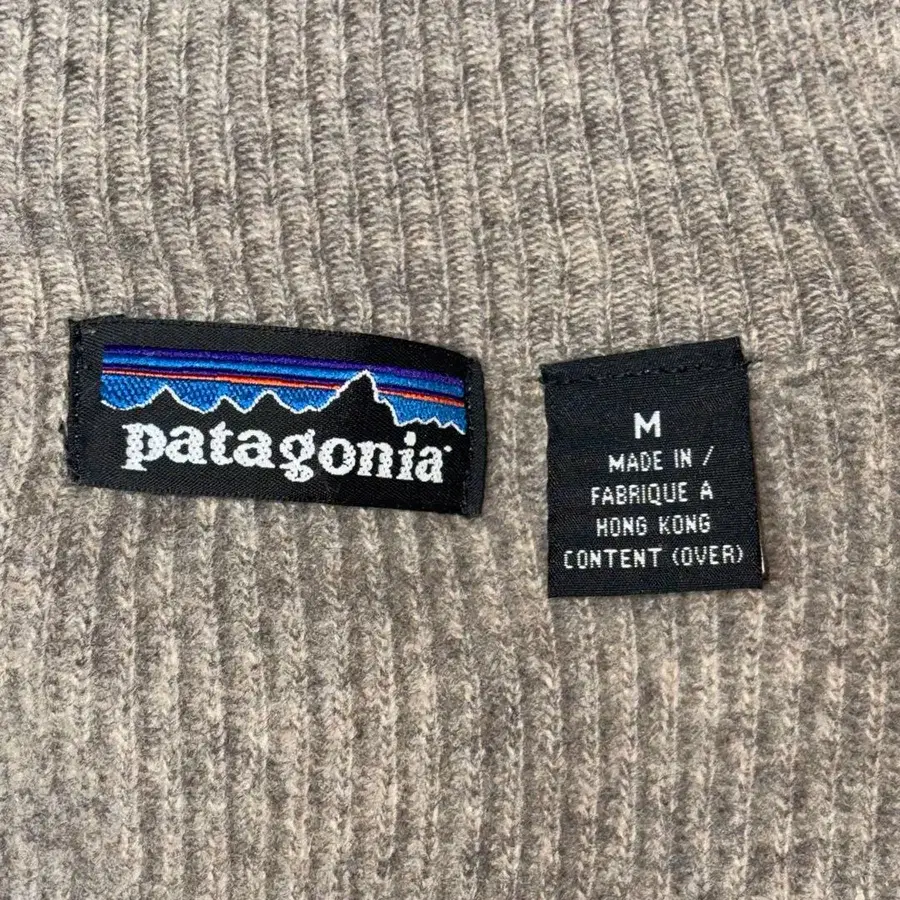 patagonia
M
MADE IN /
FABRIQUE A
HONG KONG
CONTENT (OVER)